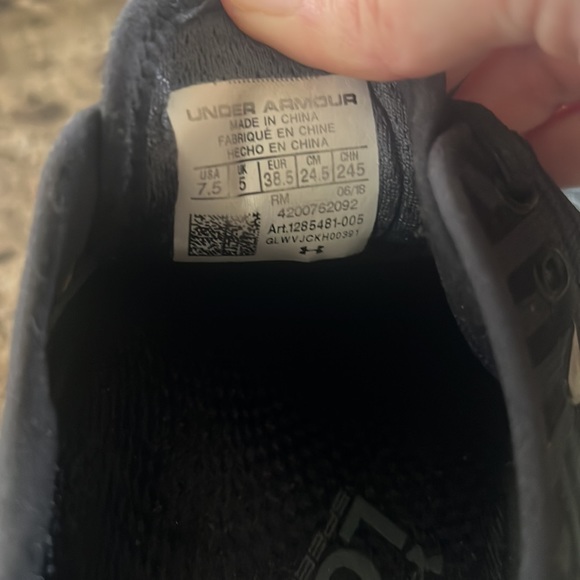 UNDER ARMOUR
MADE IN CHINA
FABRIQUÉ EN CHINE
HECHO EN CHINA
USA UK EUR CM CHN
7.5 5 38.5 24.5 245
RM 06/18
4200762092
Art.1285481-005
GLWVJCKH00391
SPEE